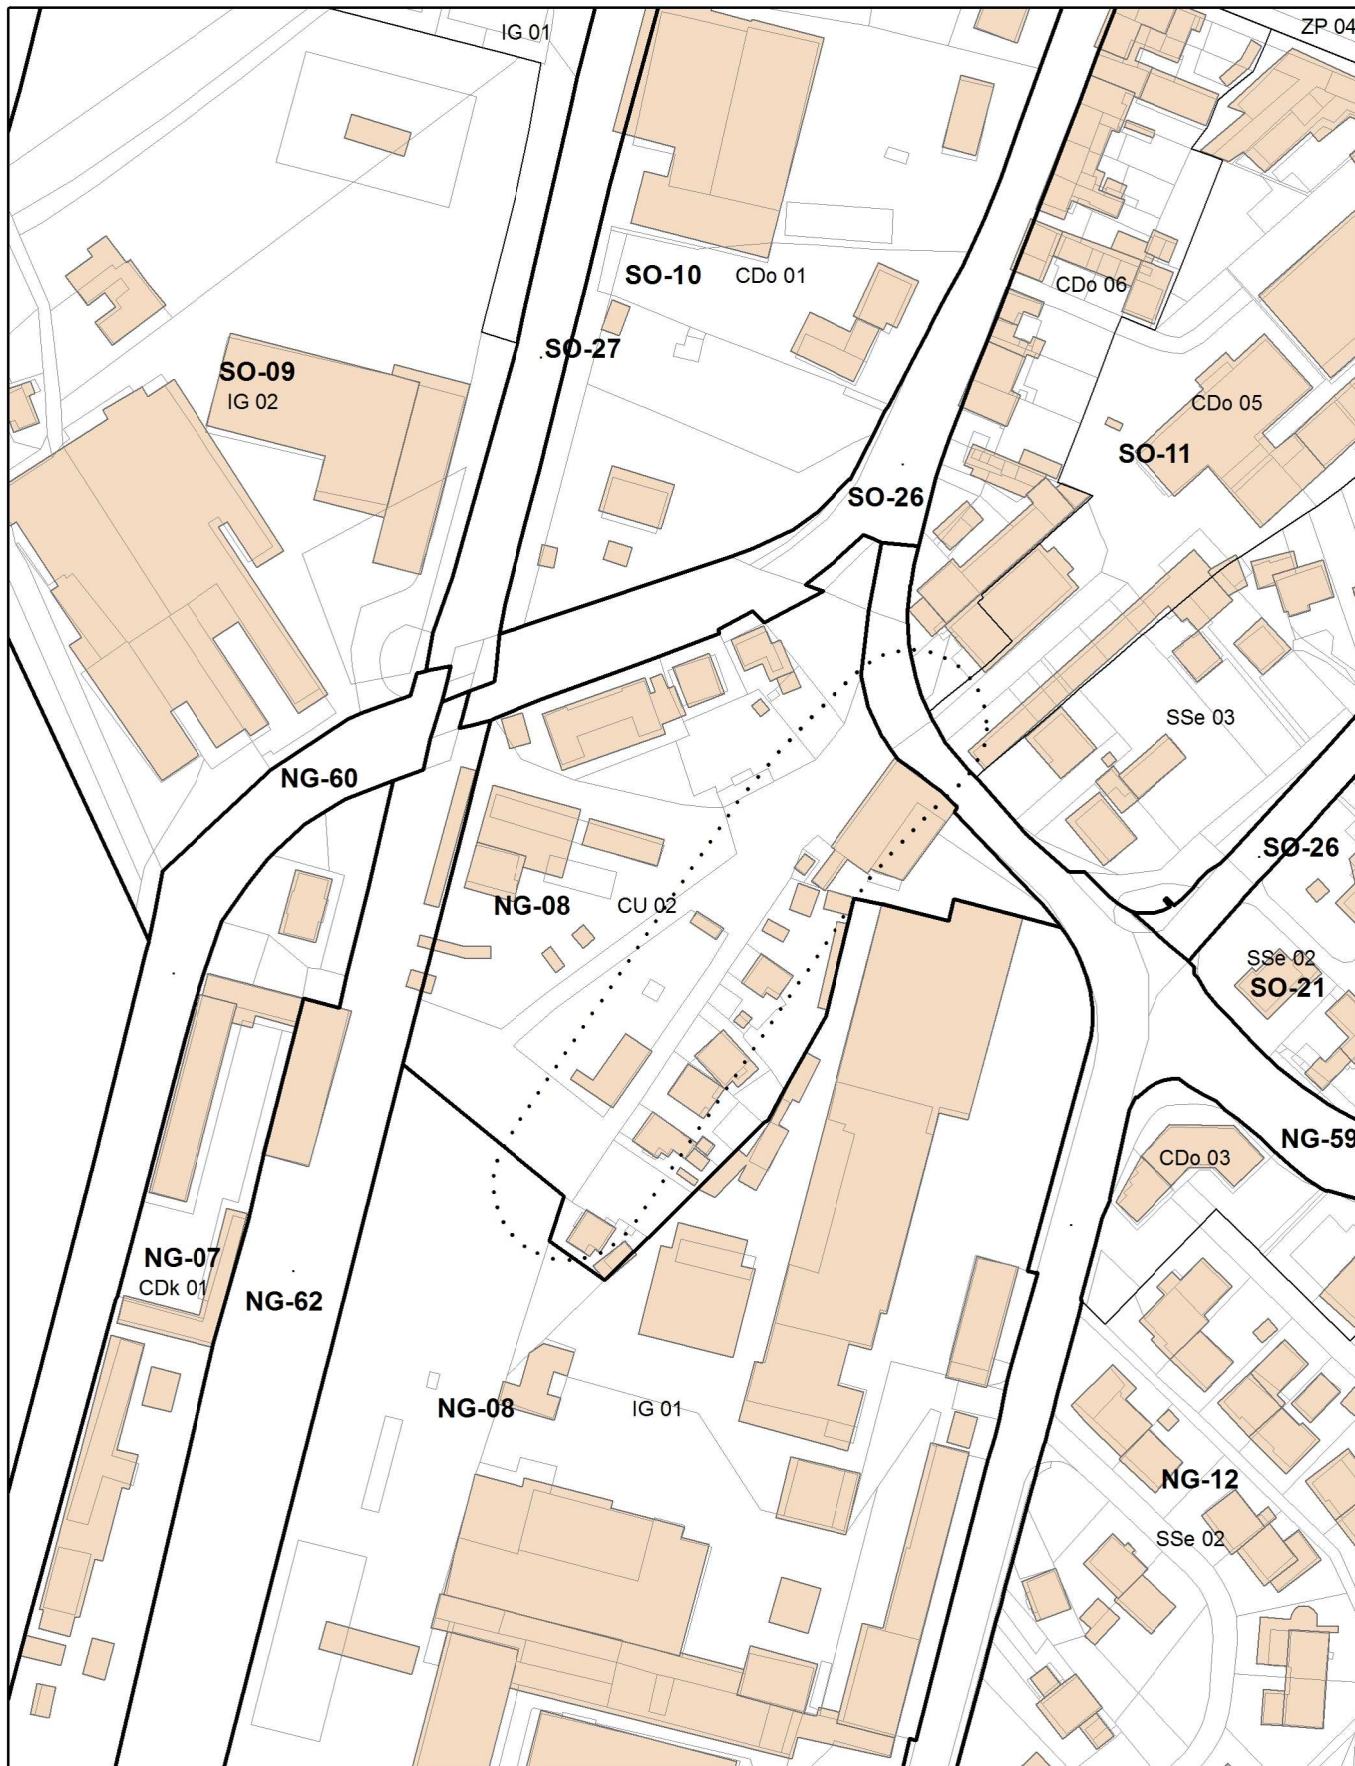 IG 01
ZP 04
SO-10
CDo 01
CDo 06
SO-27
SO-09
IG 02
CDo 05
SO-11
SO-26
SSe 03
NG-60
SO-26
NG-08
CU 02
SSe 02
SO-21
NG-59
CDo 03
NG-07
CDk 01
NG-62
NG-08
IG 01
NG-12
SSe 02